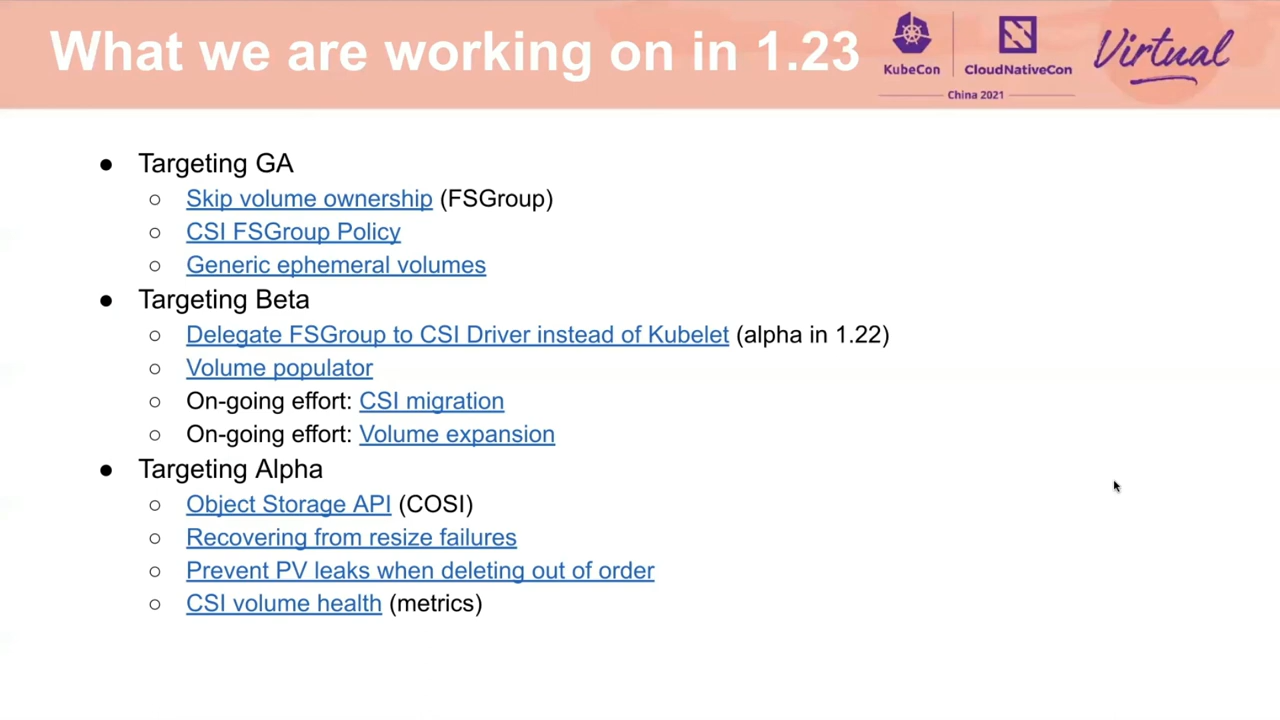 What we are working on in 1.23
KubeCon
CloudNativeCon
Virtual
China 2021
● Targeting GA
○ Skip volume ownership (FSGroup)
○ CSI FSGroup Policy
○ Generic ephemeral volumes
● Targeting Beta
○ Delegate FSGroup to CSI Driver instead of Kubelet (alpha in 1.22)
○ Volume populator
○ On-going effort: CSI migration
○ On-going effort: Volume expansion
● Targeting Alpha
○ Object Storage API (COSI)
○ Recovering from resize failures
○ Prevent PV leaks when deleting out of order
○ CSI volume health (metrics)